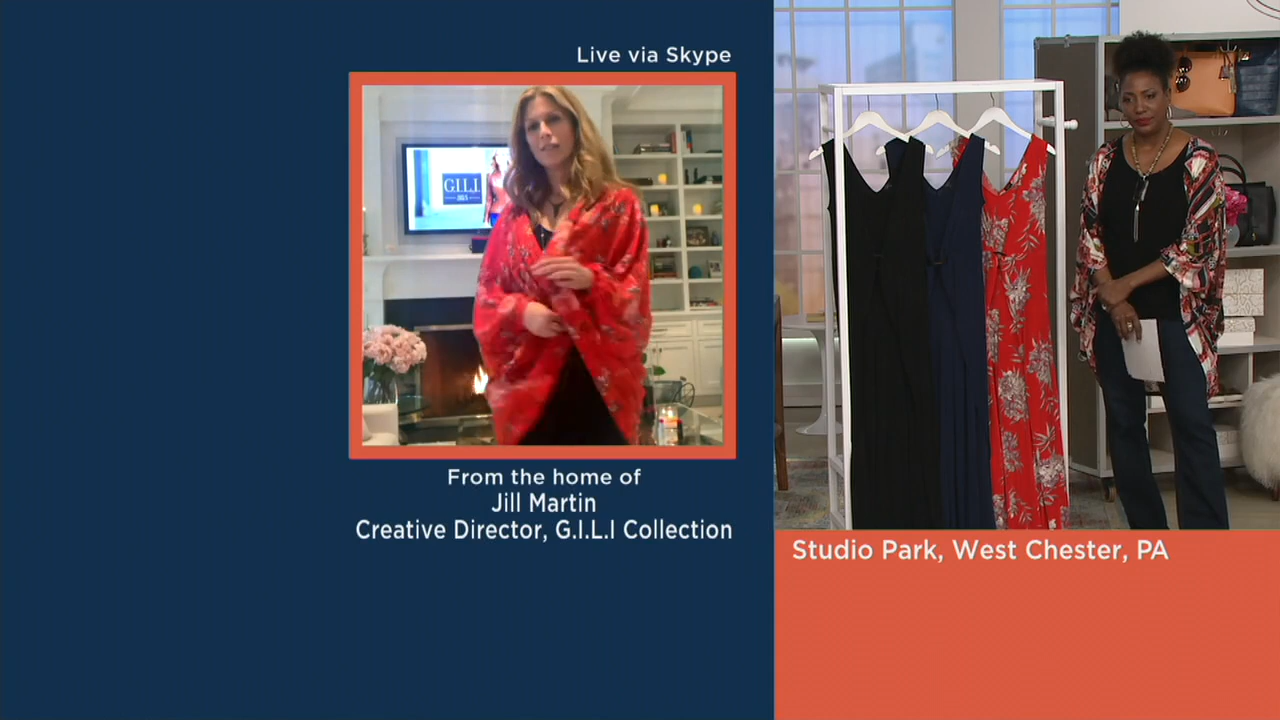 Live via Skype
G.I.L.I.
From the home of
Jill Martin
Creative Director, G.I.L.I Collection
Studio Park, West Chester, PA